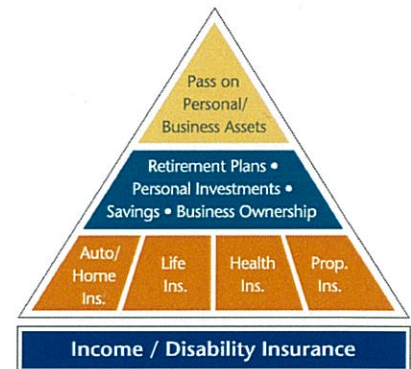 Pass on
Personal/
Business Assets
Retirement Plans •
Personal Investments •
Savings • Business Ownership
Auto/
Home
Ins.
Life
Ins.
Health
Ins.
Prop.
Ins.
Income / Disability Insurance